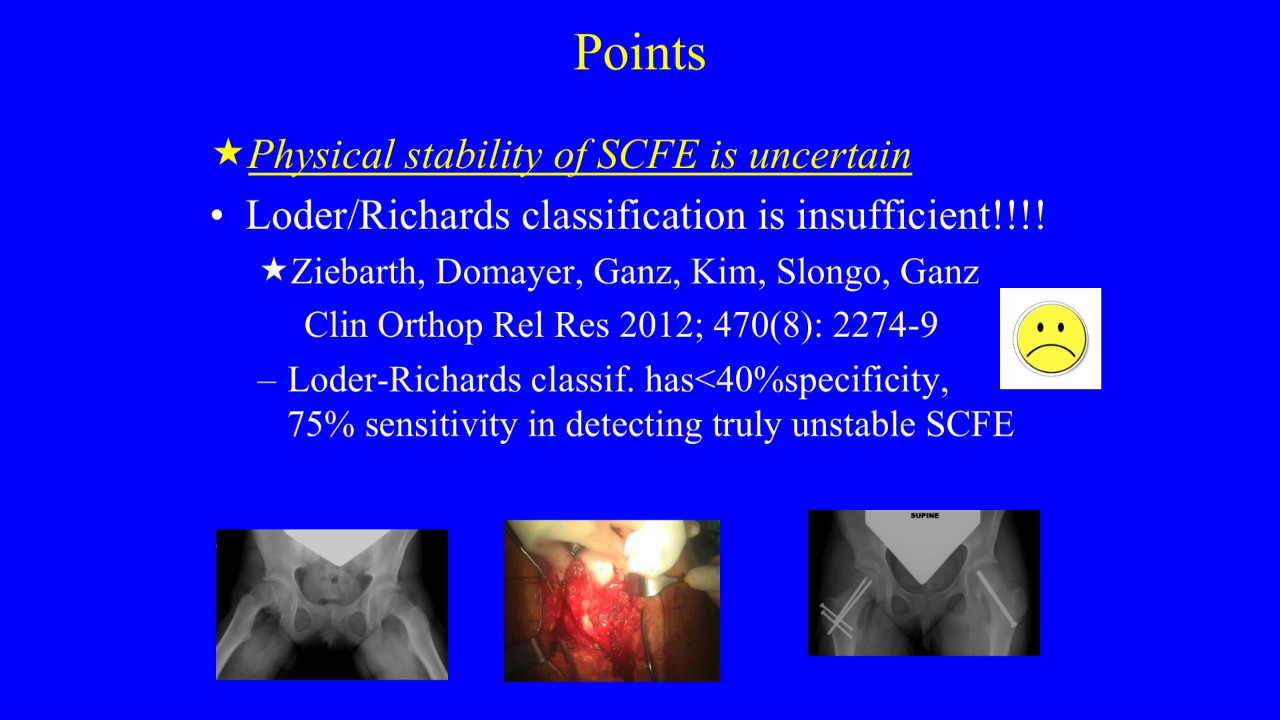 Points
★Physical stability of SCFE is uncertain
• Loder/Richards classification is insufficient!!!!
★Ziebarth, Domayer, Ganz, Kim, Slongo, Ganz
Clin Orthop Rel Res 2012; 470(8): 2274-9
– Loder-Richards classif. has<40%specificity,
75% sensitivity in detecting truly unstable SCFE
SUPINE